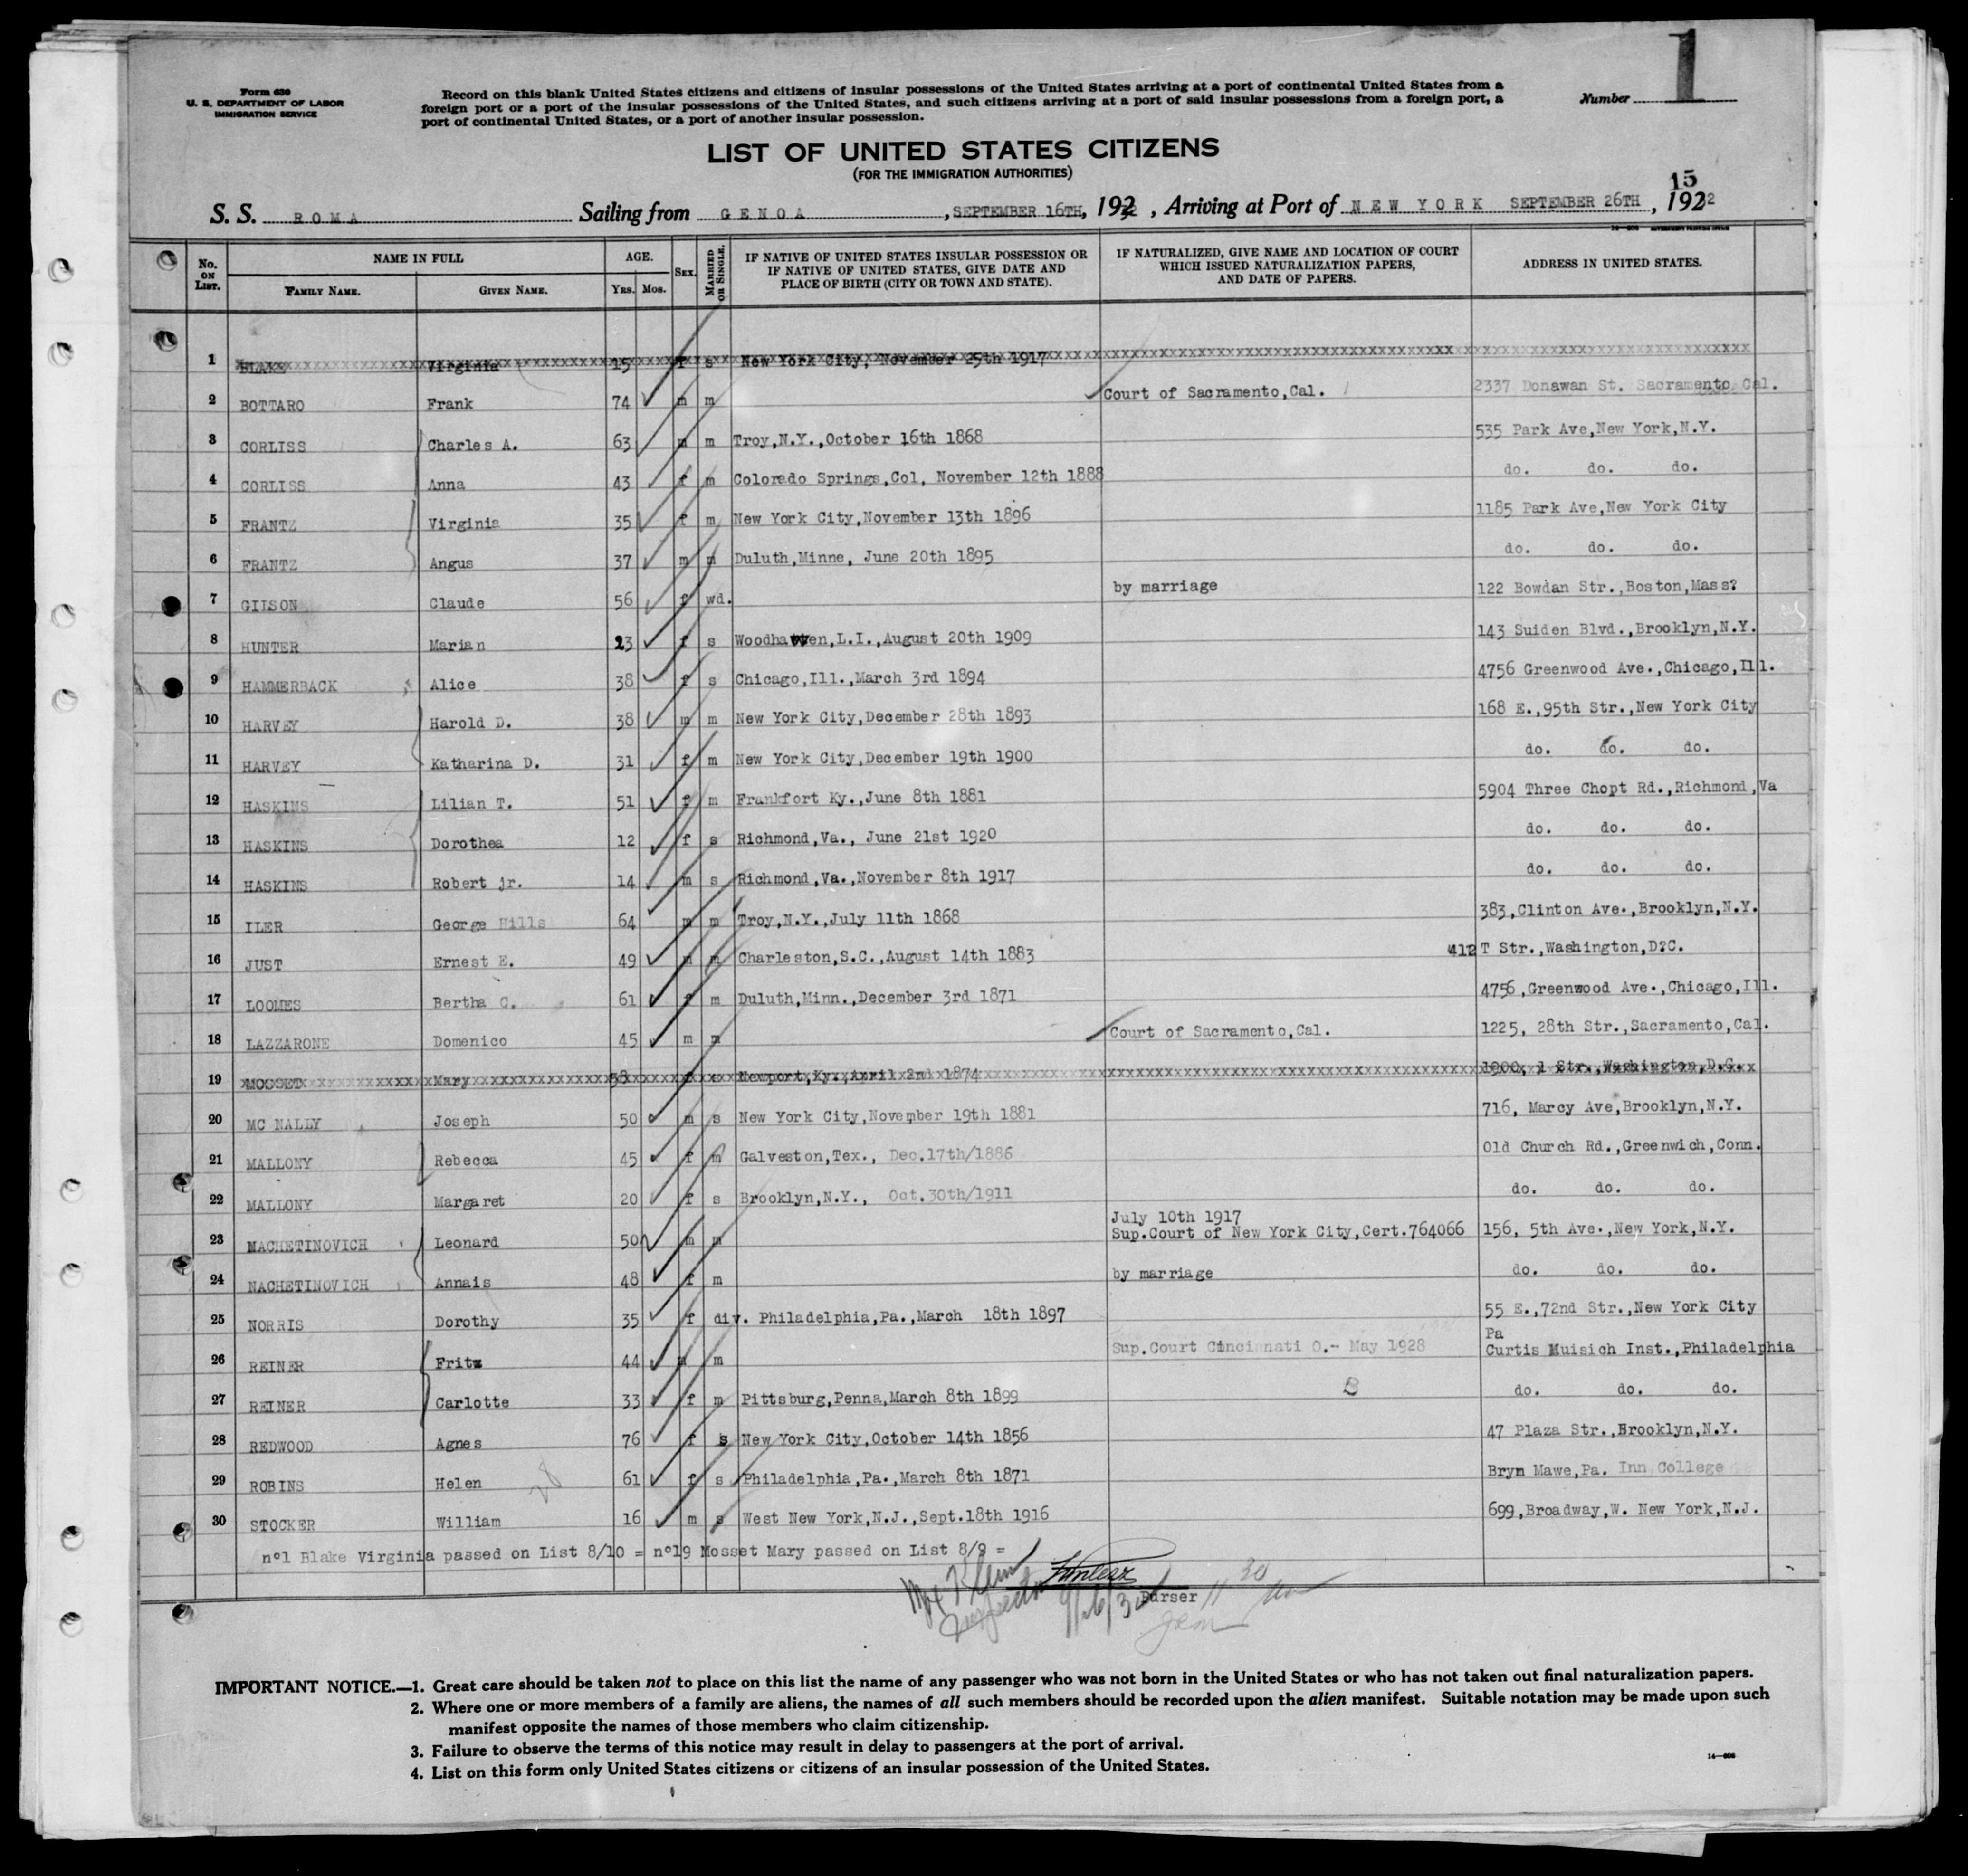 1
Form 630
U. S. DEPARTMENT OF LABOR
IMMIGRATION SERVICE
Record on this blank United States citizens and citizens of insular possessions of the United States arriving at a port of continental United States from a
foreign port or a port of the insular possessions of the United States, and such citizens arriving at a port of said insular possessions from a foreign port, a
port of continental United States, or a port of another insular possession.
Number
LIST OF UNITED STATES CITIZENS
(FOR THE IMMIGRATION AUTHORITIES)
15
S. S. ROMA Sailing from GENOA, SEPTEMBER 16TH, 192 , Arriving at Port of NEW YORK SEPTEMBER 26TH, 192
No. ON LIST. NAME IN FULL FAMILY NAME. GIVEN NAME. AGE. YRS. MOS. SEX. MARRIED OR SINGLE. IF NATIVE OF UNITED STATES INSULAR POSSESSION OR IF NATIVE OF UNITED STATES, GIVE DATE AND PLACE OF BIRTH (CITY OR TOWN AND STATE). IF NATURALIZED, GIVE NAME AND LOCATION OF COURT WHICH ISSUED NATURALIZATION PAPERS, AND DATE OF PAPERS. ADDRESS IN UNITED STATES.
1 BLAKE Virginia 15 f s New York City, November 25th 1917
2 BOTTARO Frank 74 m m Court of Sacramento,Cal. 2337 Donawan St. Sacramento Cal.
3 CORLISS Charles A. 63 m m Troy,N.Y.,October 16th 1868 535 Park Ave,New York,N.Y.
4 CORLISS Anna 43 f m Colorado Springs,Col, November 12th 1888 do. do. do.
5 FRANTZ Virginia 35 f m New York City,November 13th 1896 1185 Park Ave,New York City
6 FRANTZ Angus 37 m m Duluth,Minne, June 20th 1895 do. do. do.
7 GILSON Claude 56 f wd. by marriage 122 Bowdan Str.,Boston,Mass?
8 HUNTER Marian 23 f s August 20th 1909 143 Suiden Blvd.,Brooklyn,N.Y.
9 HAMMERBACK Alice 38 f s Chicago,Ill.,March 3rd 1894 4756 Greenwood Ave.,Chicago,Ill.
10 HARVEY Harold D. 38 m m New York City,December 28th 1893 168 E.,95th Str.,New York City
11 HARVEY Katharina D. 31 f m New York City,December 19th 1900 do. do. do.
12 HASKINS Lilian T. 51 f m Frankfort Ky.,June 8th 1881 5904 Three Chopt Rd.,Richmond,Va
13 HASKINS Dorothea 12 f s Richmond,Va., June 21st 1920 do. do. do.
14 HASKINS Robert jr. 14 m s Richmond,Va.,November 8th 1917 do. do. do.
15 ILER George Hills 64 m m Troy,N.Y.,July 11th 1868 383,Clinton Ave.,Brooklyn,N.Y.
16 JUST Ernest E. 49 m m Charleston,S.C.,August 14th 1883 412 T Str.,Washington,D?C.
17 LOOMES Bertha C. 61 f m Duluth,Minn.,December 3rd 1871 4756,Greenwood Ave.,Chicago,Ill.
18 LAZZARONE Domenico 45 m m Court of Sacramento,Cal. 1225, 28th Str.,Sacramento,Cal.
19 MOSSET Mary 58 Newport,Ky.,April 2nd 1874 1900, 1 Str.,Washington,D.C.
20 MC NALLY Joseph 50 m s New York City,November 19th 1881 716, Marcy Ave,Brooklyn,N.Y.
21 MALLONY Rebecca 45 f m Galveston,Tex., Dec.17th/1886 Old Church Rd.,Greenwich,Conn.
22 MALLONY Margaret 20 f s Brooklyn,N.Y., Oct.30th/1911 do. do. do.
July 10th 1917
23 MACHETINOVICH Leonard 50 m m Sup.Court of New York City,Cert.764066 156, 5th Ave.,New York,N.Y.
24 NACHETINOVICH Annais 48 f m by marriage do. do. do.
25 NORRIS Dorothy 35 f div. Philadelphia,Pa.,March 18th 1897 55 E.,72nd Str.,New York City
Pa
26 REINER Fritz 44 m m Sup.Court Cincinnati O.- May 1928 Curtis Muisich Inst.,Philadelphia
27 REINER Carlotte 33 f m Pittsburg,Penna,March 8th 1899 do. do. do.
28 REDWOOD Agnes 76 f s New York City,October 14th 1856 47 Plaza Str.,Brooklyn,N.Y.
29 ROBINS Helen 61 f s Philadelphia,Pa.,March 8th 1871 Bryn Mawe,Pa. Inn College
30 STOCKER William 16 m s West New York,N.J.,Sept.18th 1916 699,Broadway,W. New York,N.J.
n°1 Blake Virginia passed on List 8/10 = n°19 Mosset Mary passed on List 8/9 =
Purser
IMPORTANT NOTICE.—1. Great care should be taken not to place on this list the name of any passenger who was not born in the United States or who has not taken out final naturalization papers.
2. Where one or more members of a family are aliens, the names of all such members should be recorded upon the alien manifest. Suitable notation may be made upon such
manifest opposite the names of those members who claim citizenship.
3. Failure to observe the terms of this notice may result in delay to passengers at the port of arrival.
4. List on this form only United States citizens or citizens of an insular possession of the United States.